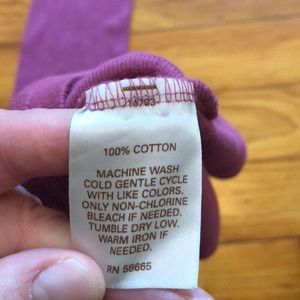 100% COTTON
MACHINE WASH
COLD GENTLE CYCLE
WITH LIKE COLORS.
ONLY NON-CHLORINE
BLEACH IF NEEDED.
TUMBLE DRY LOW.
WARM IRON IF
NEEDED.
RN 58665